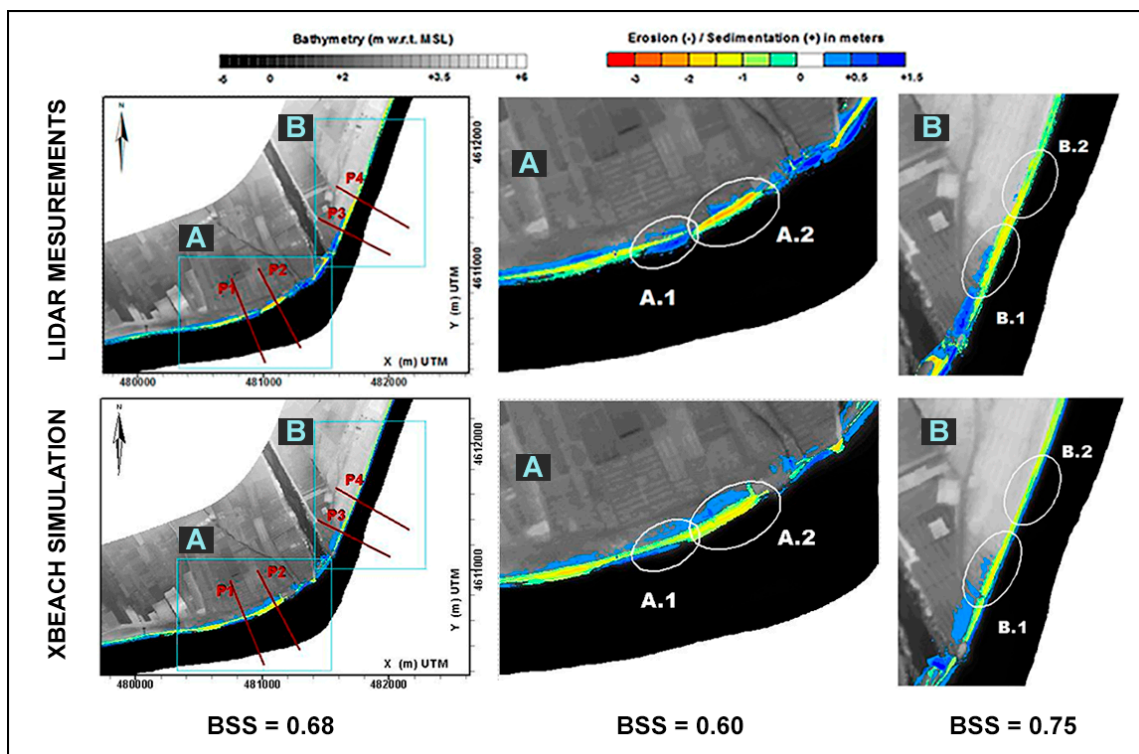 Bathymetry (m w.r.t. MSL)
-5 0 +2 +3.5 +6
Erosion (-) / Sedimentation (+) in meters
-3 -2 -1 0 +0.5 +1.5
LIDAR MESUREMENTS
N
B
P4
P3
A
P2
P1
4612000
4611000
Y (m) UTM
X (m) UTM
480000 481000 482000
A
A.1
A.2
B
B.2
B.1
XBEACH SIMULATION
N
B
P4
P3
A
P2
P1
4612000
4611000
Y (m) UTM
X (m) UTM
480000 481000 482000
A
A.1
A.2
B
B.2
B.1
BSS = 0.68 BSS = 0.60 BSS = 0.75